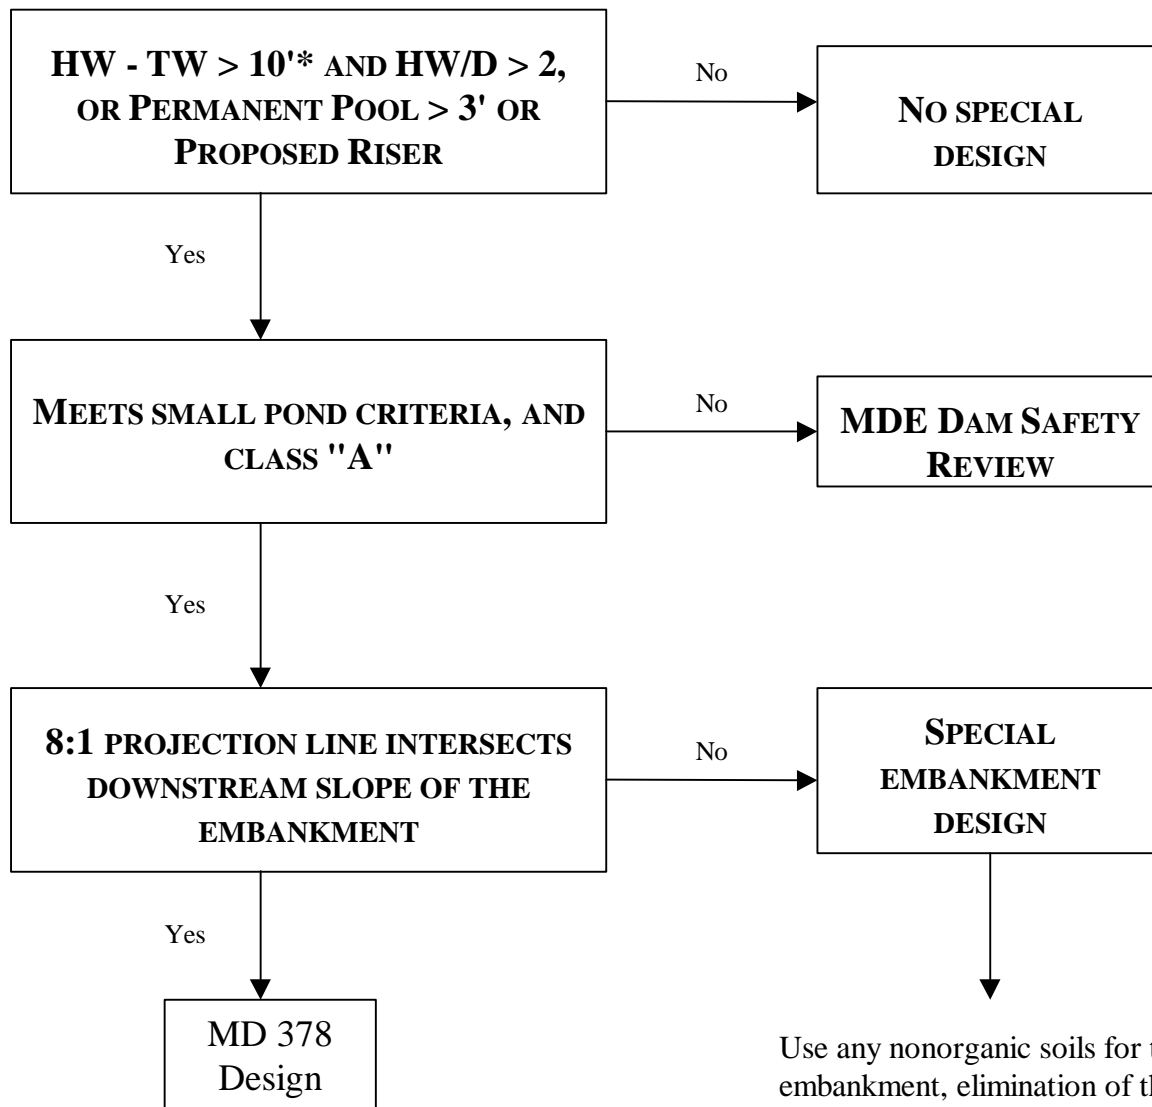 HW - TW > 10'* AND HW/D > 2,
OR PERMANENT POOL > 3' OR
PROPOSED RISER
No
NO SPECIAL
DESIGN
Yes
MEETS SMALL POND CRITERIA, AND
CLASS "A"
No
MDE DAM SAFETY
REVIEW
Yes
8:1 PROJECTION LINE INTERSECTS
DOWNSTREAM SLOPE OF THE
EMBANKMENT
No
SPECIAL
EMBANKMENT
DESIGN
Yes
MD 378
Design
Use any nonorganic soils for
embankment, elimination of